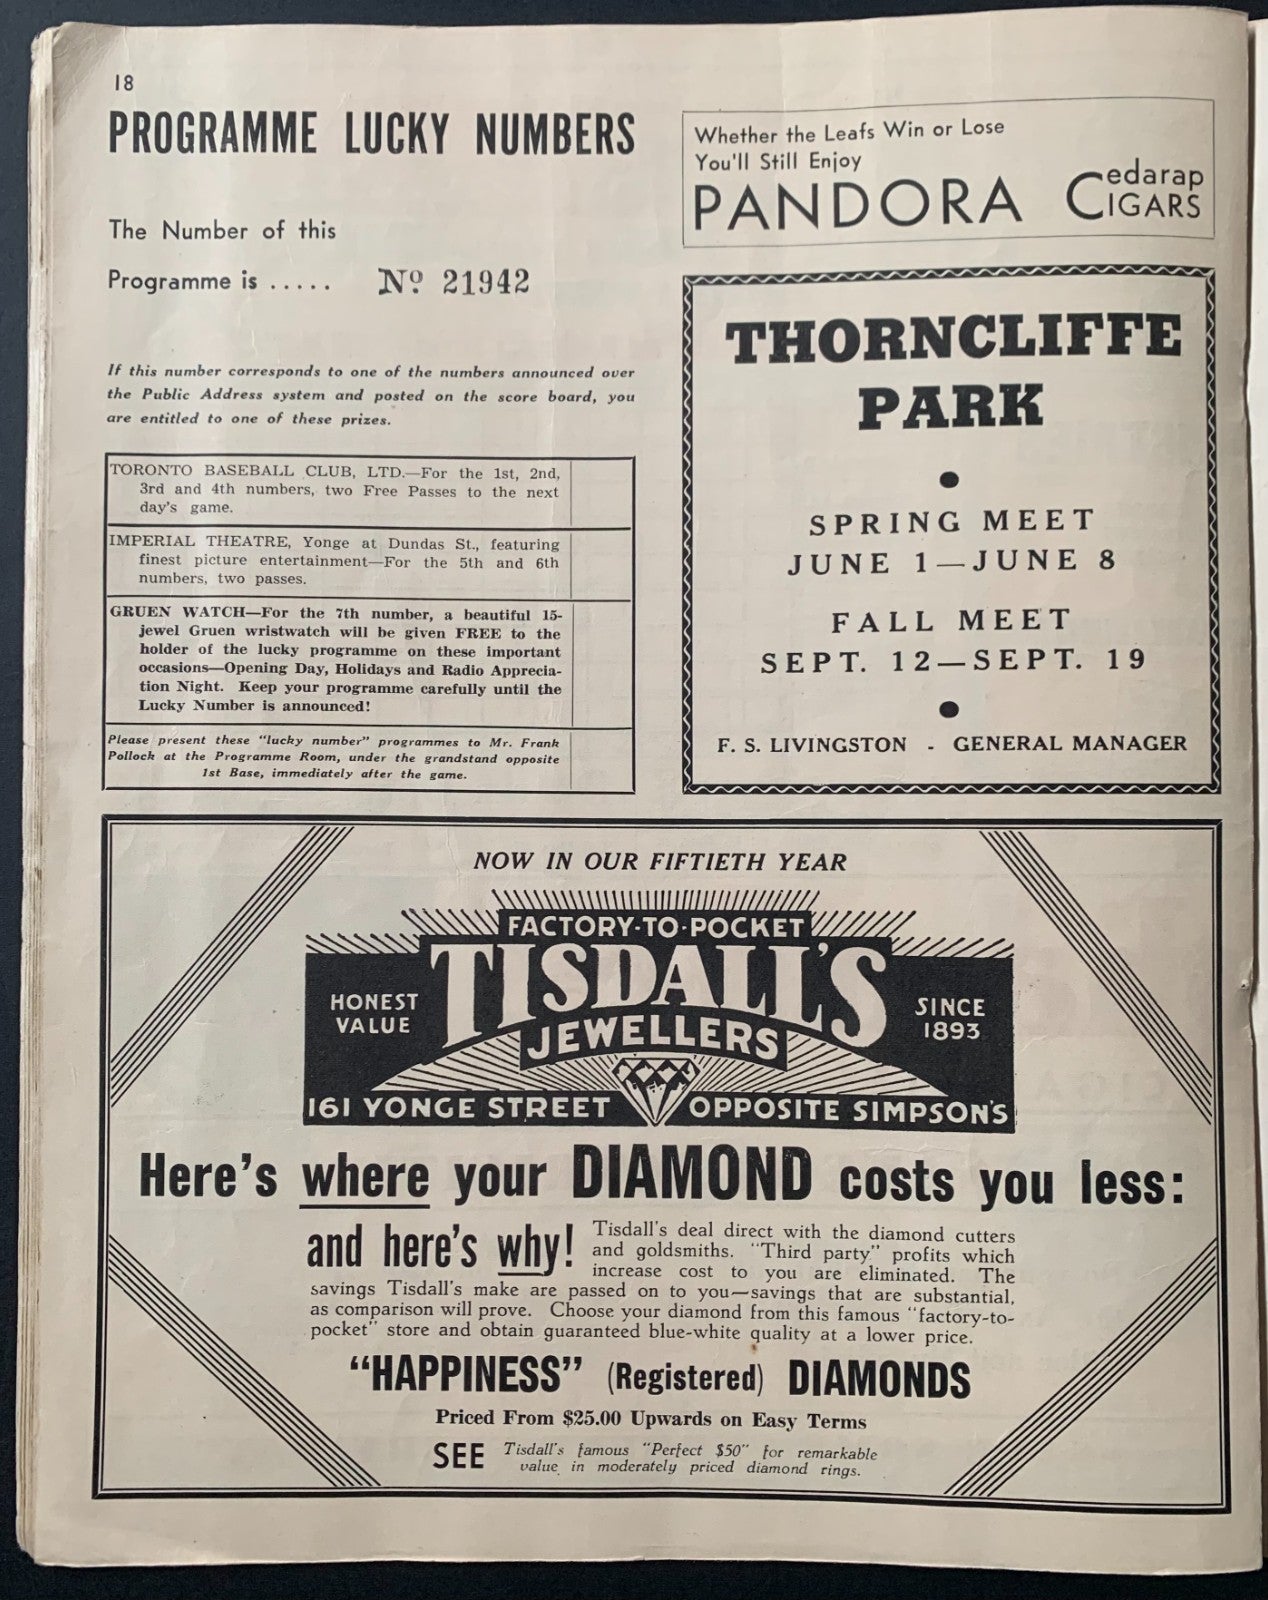 18
PROGRAMME LUCKY NUMBERS
The Number of this
Programme is ..... No 21942
If this number corresponds to one of the numbers announced over
the Public Address system and posted on the score board, you
are entitled to one of these prizes.
TORONTO BASEBALL CLUB, LTD.—For the 1st, 2nd,
3rd and 4th numbers, two Free Passes to the next
day's game.
IMPERIAL THEATRE, Yonge at Dundas St., featuring
finest picture entertainment—For the 5th and 6th
numbers, two passes.
GRUEN WATCH—For the 7th number, a beautiful 15-
jewel Gruen wristwatch will be given FREE to the
holder of the lucky programme on these important
occasions—Opening Day, Holidays and Radio Apprecia-
tion Night. Keep your programme carefully until the
Lucky Number is announced!
Please present these "lucky number" programmes to Mr. Frank
Pollock at the Programme Room, under the grandstand opposite
1st Base, immediately after the game.
Whether the Leafs Win or Lose
You'll Still Enjoy
PANDORA Cedarap CIGARS
THORNCLIFFE
PARK
SPRING MEET
JUNE 1—JUNE 8
FALL MEET
SEPT. 12—SEPT. 19
F. S. LIVINGSTON - GENERAL MANAGER
NOW IN OUR FIFTIETH YEAR
FACTORY-TO-POCKET
TISDALL'S
JEWELLERS
HONEST
VALUE
SINCE
1893
161 YONGE STREET OPPOSITE SIMPSON'S
Here's where your DIAMOND costs you less:
and here's why!
Tisdall's deal direct with the diamond cutters
and goldsmiths. "Third party" profits which
increase cost to you are eliminated. The
savings Tisdall's make are passed on to you—savings that are substantial,
as comparison will prove. Choose your diamond from this famous "factory-to-
pocket" store and obtain guaranteed blue-white quality at a lower price.
"HAPPINESS" (Registered) DIAMONDS
Priced From $25.00 Upwards on Easy Terms
SEE Tisdall's famous "Perfect $50" for remarkable
value in moderately priced diamond rings.